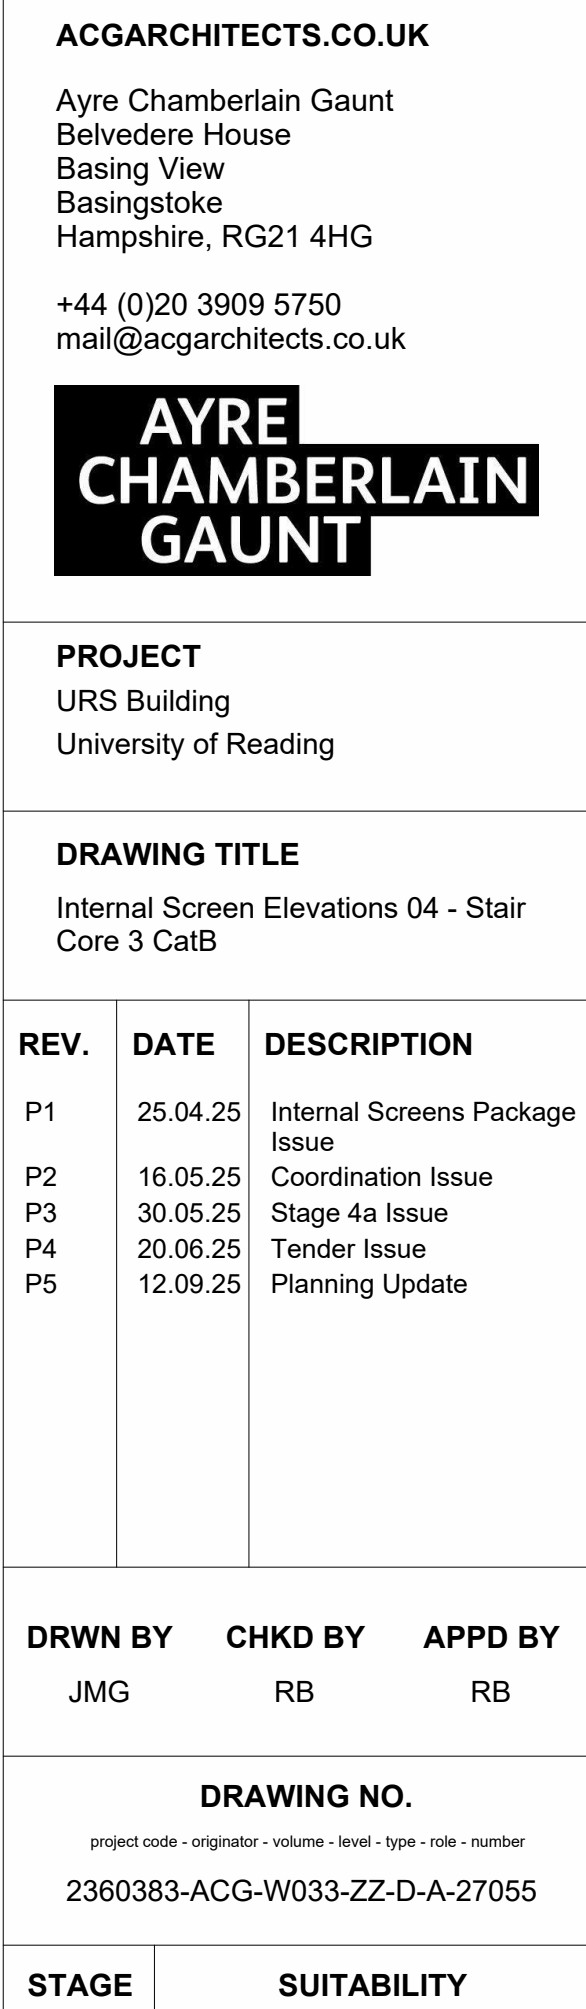 ACGARCHITECTS.CO.UK
Ayre Chamberlain Gaunt
Belvedere House
Basing View
Basingstoke
Hampshire, RG21 4HG
+44 (0)20 3909 5750
mail@acgarchitects.co.uk
AYRE
CHAMBERLAIN
GAUNT
PROJECT
URS Building
University of Reading
DRAWING TITLE
Internal Screen Elevations 04 - Stair
Core 3 CatB
REV. DATE DESCRIPTION
P1 25.04.25 Internal Screens Package
Issue
P2 16.05.25 Coordination Issue
P3 30.05.25 Stage 4a Issue
P4 20.06.25 Tender Issue
P5 12.09.25 Planning Update
DRWN BY CHKD BY APPD BY
JMG RB RB
DRAWING NO.
project code - originator - volume - level - type - role - number
2360383-ACG-W033-ZZ-D-A-27055
STAGE SUITABILITY